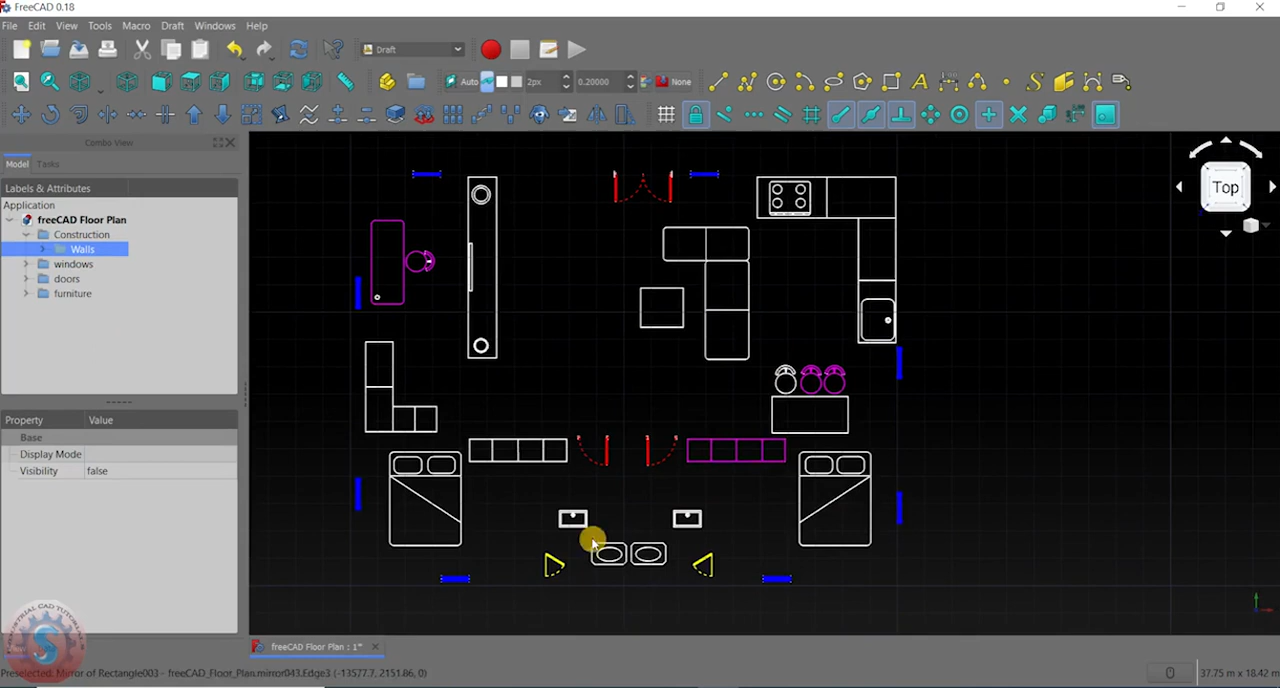 FreeCAD 0.18
File Edit View Tools Macro Draft Windows Help
Draft
Auto 2px 0.20000 None
Combo View
Model Tasks
Labels & Attributes
Application
freeCAD Floor Plan
Construction
Walls
windows
doors
furniture
Property Value
Base
Display Mode
Visibility false
Top
INDUSTRIAL CAD TUTORIALS
S
freeCAD Floor Plan : 1*
Preselected: Mirror of Rectangle003 - freeCAD_Floor_Plan.mirror043.Edge3 (-13577.7, 2151.86, 0)
37.75 m x 18.42 m